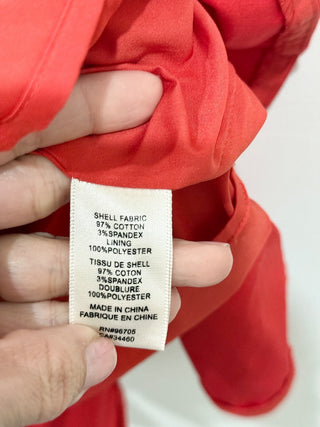 SHELL FABRIC
97% COTTON
3%SPANDEX
LINING
100%POLYESTER
TISSU DE SHELL
97% COTON
3%SPANDEX
DOUBLURE
100%POLYESTER
MADE IN CHINA
FABRIQUE EN CHINE
RN#96705
CA#34460